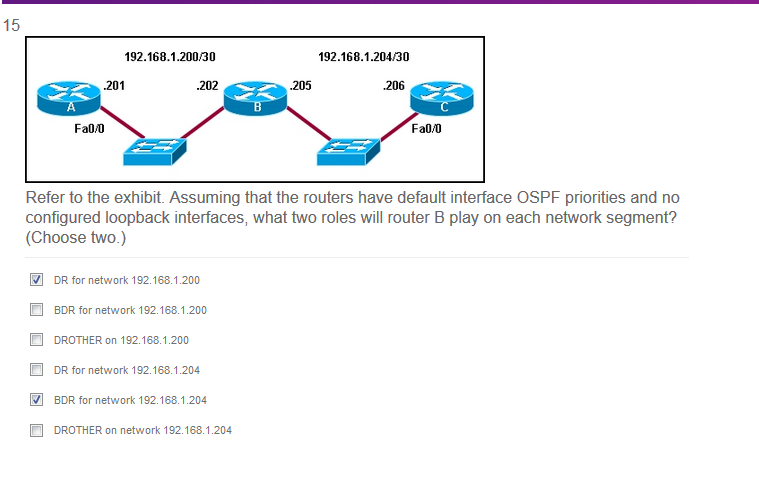 15
192.168.1.200/30 192.168.1.204/30
.201 .202 .205 .206
A B C
Fa0/0 Fa0/0
Refer to the exhibit. Assuming that the routers have default interface OSPF priorities and no
configured loopback interfaces, what two roles will router B play on each network segment?
(Choose two.)
DR for network 192.168.1.200
BDR for network 192.168.1.200
DROTHER on 192.168.1.200
DR for network 192.168.1.204
BDR for network 192.168.1.204
DROTHER on network 192.168.1.204